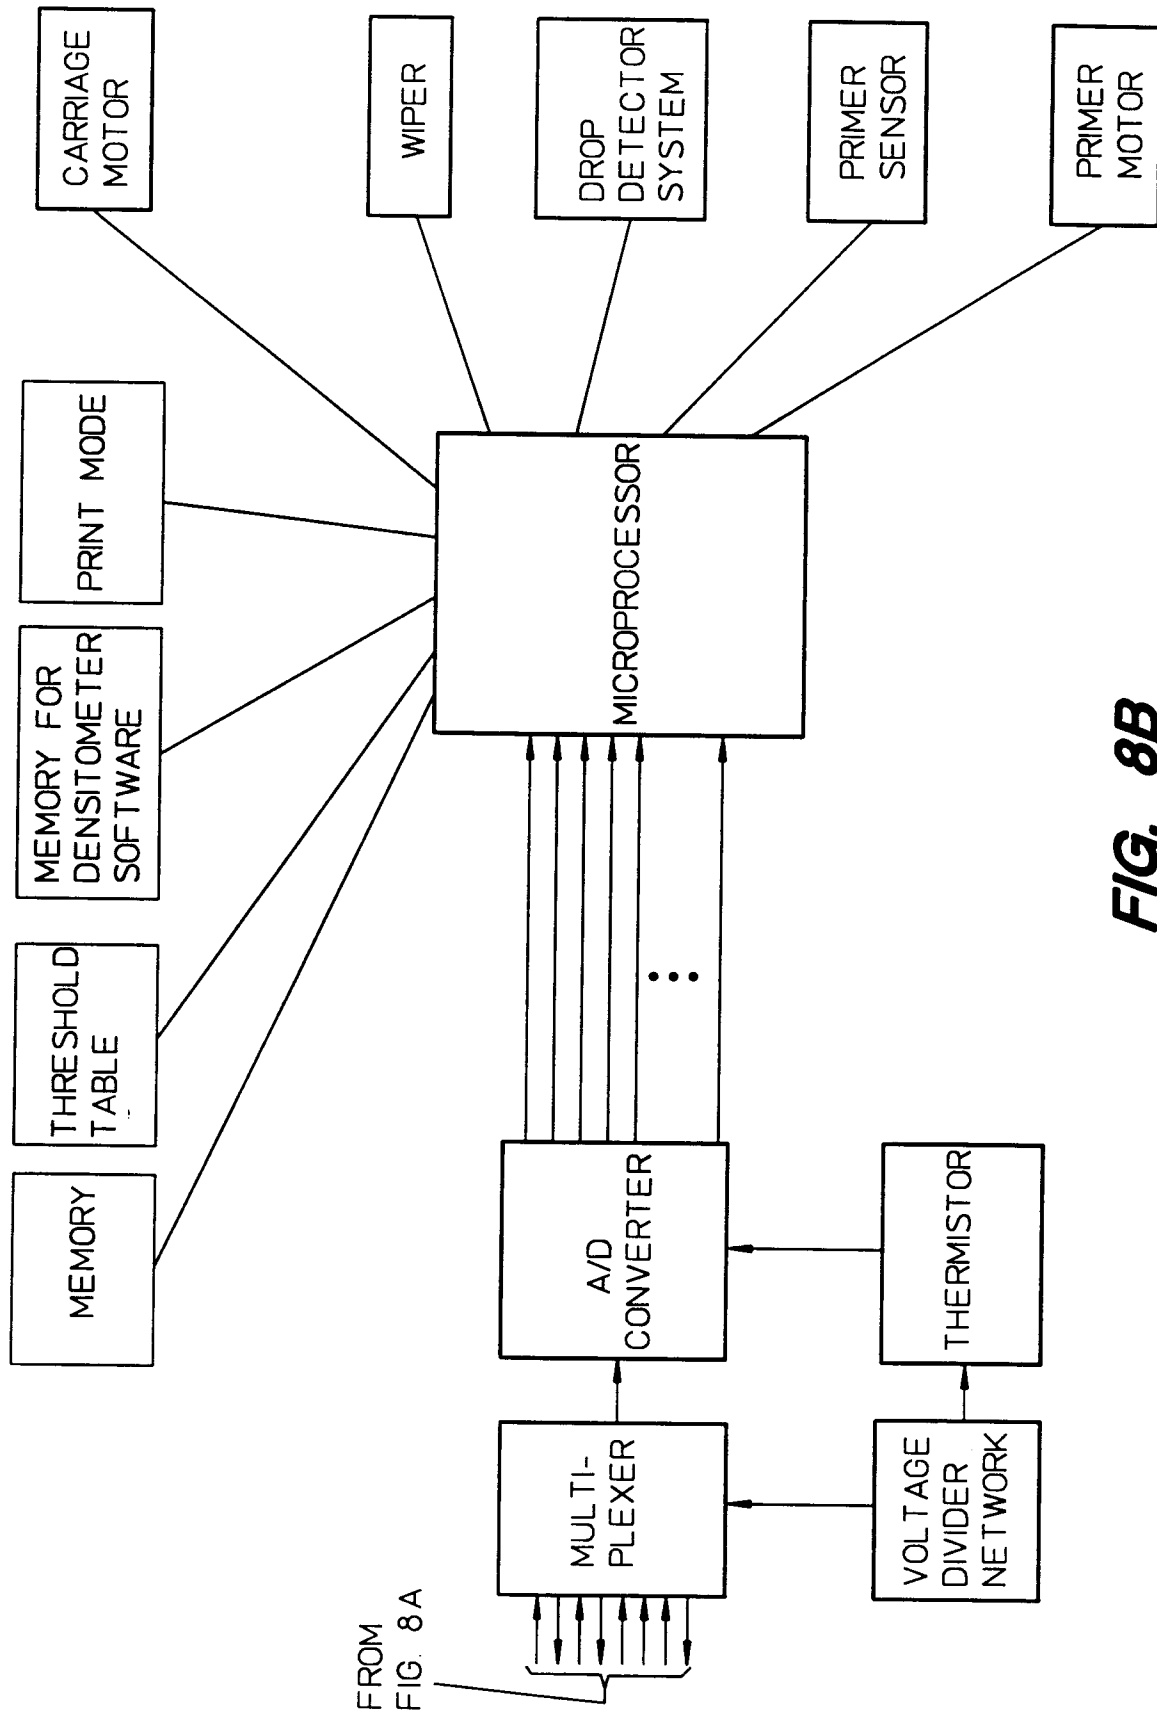 MEMORY
THRESHOLD
TABLE
MEMORY FOR
DENSITOMETER
SOFTWARE
PRINT MODE
CARRIAGE
MOTOR
WIPER
DROP
DETECTOR
SYSTEM
PRIMER
SENSOR
PRIMER
MOTOR
MICROPROCESSOR
A/D
CONVERTER
MULTI-
PLEXER
THERMISTOR
VOLTAGE
DIVIDER
NETWORK
FROM
FIG. 8A
FIG. 8B